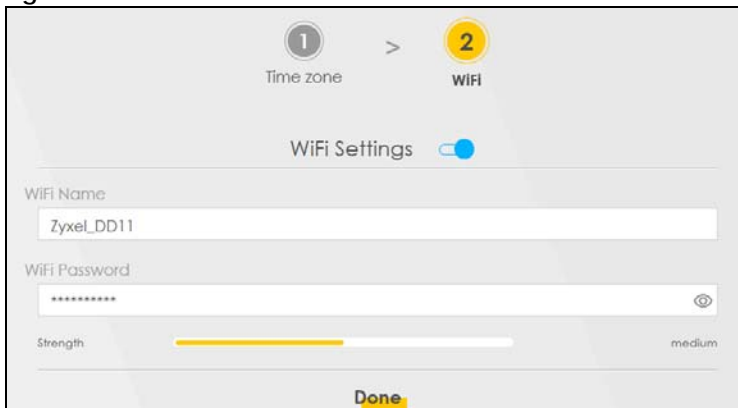 1 > 2
Time zone WiFi
WiFi Settings
WiFi Name
Zyxel_DD11
WiFi Password
**********
Strength medium
Done